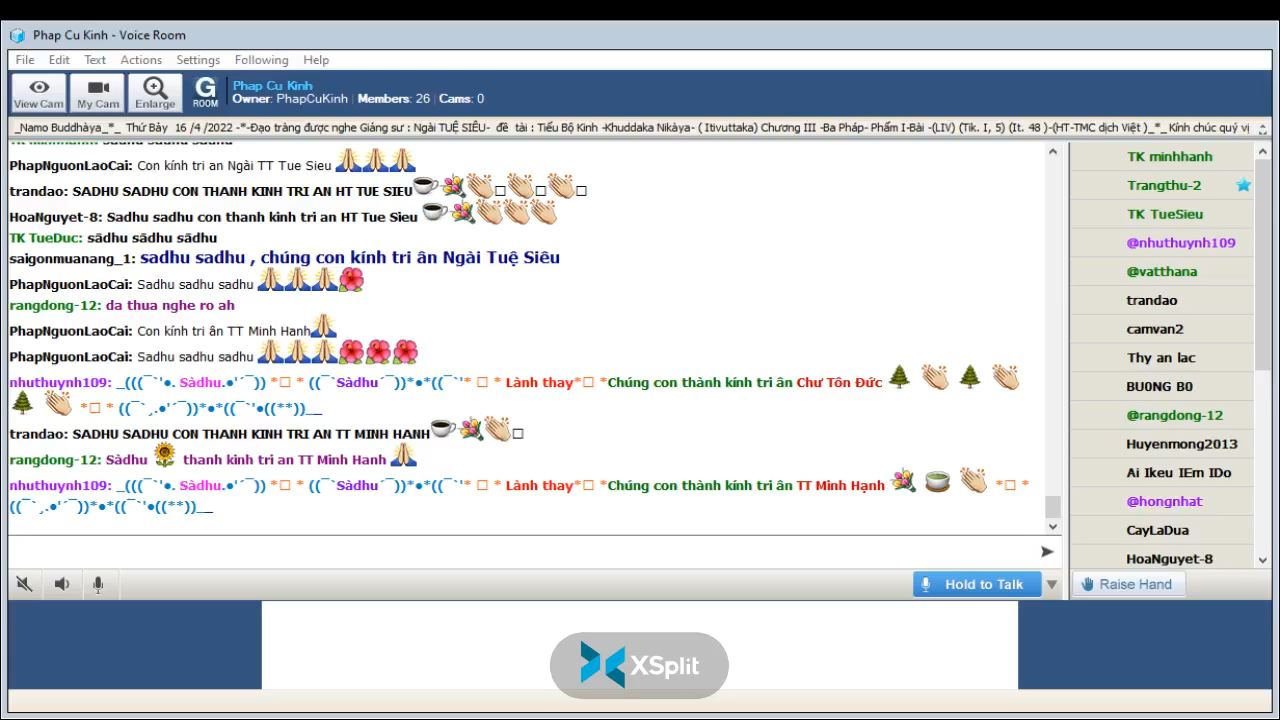 Phap Cu Kinh - Voice Room
File Edit Text Actions Settings Following Help
View Cam My Cam Enlarge G ROOM
Phap Cu Kinh
Owner: PhapCuKinh | Members: 26 | Cams: 0
_Namo Buddhàya_*_ Thứ Bảy 16 /4 /2022 -*-Đạo tràng được nghe Giảng sư : Ngài TUỆ SIÊU- đề tài : Tiểu Bộ Kinh -Khuddaka Nikàya- ( Itivuttaka) Chương III -Ba Pháp- Phẩm I-Bài -(LIV) (Tik. I, 5) (It. 48 )-(HT-TMC dịch Việt )_*_ Kính chúc quý vị
PhapNguonLaoCai: Con kính tri an Ngài TT Tue Sieu 🙏🙏🙏
trandao: SADHU SADHU CON THANH KINH TRI AN HT TUE SIEU☕💐👏□👏□👏□
HoaNguyet-8: Sadhu sadhu con thanh kinh tri an HT Tue Sieu ☕💐👏👏👏
TK TueDuc: sādhu sādhu sādhu
saigonmuanang_1: sadhu sadhu , chúng con kính tri ân Ngài Tuệ Siêu
PhapNguonLaoCai: Sadhu sadhu sadhu 🙏🙏🙏🌺
rangdong-12: da thua nghe ro ah
PhapNguonLaoCai: Con kính tri ân TT Minh Hanh🙏
PhapNguonLaoCai: Sadhu sadhu sadhu 🙏🙏🙏🌺🌺🌺
nhuthuynh109: _(((¯`'●. Sàdhu.●'´¯)) *□ * ((¯`Sàdhu´¯))*●*((¯`'* □ * Lành thay*□ *Chúng con thành kính tri ân Chư Tôn Đức 🌲 👏 🌲 👏
🌲 👏 *□ * ((¯`¸.●'´¯))*●*((¯`'●((**))__
trandao: SADHU SADHU CON THANH KINH TRI AN TT MINH HANH☕💐👏□
rangdong-12: Sàdhu 🌻 thanh kinh tri an TT Minh Hanh 🙏
nhuthuynh109: _(((¯`'●. Sàdhu.●'´¯)) *□ * ((¯`Sàdhu´¯))*●*((¯`'* □ * Lành thay*□ *Chúng con thành kính tri ân TT Minh Hạnh 💐 🍵 👏 *□ *
((¯`¸.●'´¯))*●*((¯`'●((**))__
TK minhhanh
Trangthu-2
TK TueSieu
@nhuthuynh109
@vatthana
trandao
camvan2
Thy an lac
BU0NG B0
@rangdong-12
Huyenmong2013
Ai lkeu IEm IDo
@hongnhat
CayLaDua
HoaNguyet-8
Hold to Talk
Raise Hand
XSplit